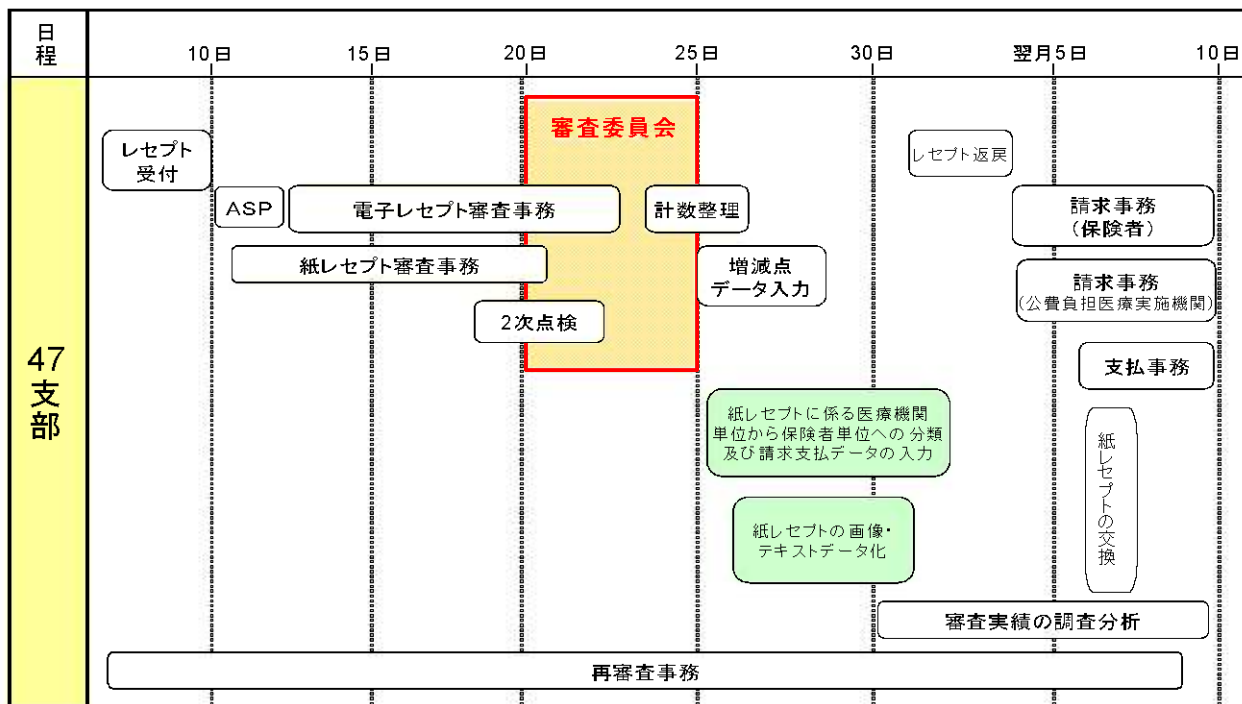 日
程
10日
15日
20日
25日
30日
翌月5日
10日
47
支
部
審査委員会
レセプト
受付
レセプト返戻
ASP
電子レセプト審査事務
計数整理
請求事務
(保険者)
紙レセプト審査事務
増減点
データ入力
請求事務
(公費負担医療実施機関)
2次点検
支払事務
紙レセプトに係る医療機関
単位から保険者単位への分類
及び請求支払データの入力
紙レセプトの交換
紙レセプトの画像・
テキストデータ化
審査実績の調査分析
再審査事務